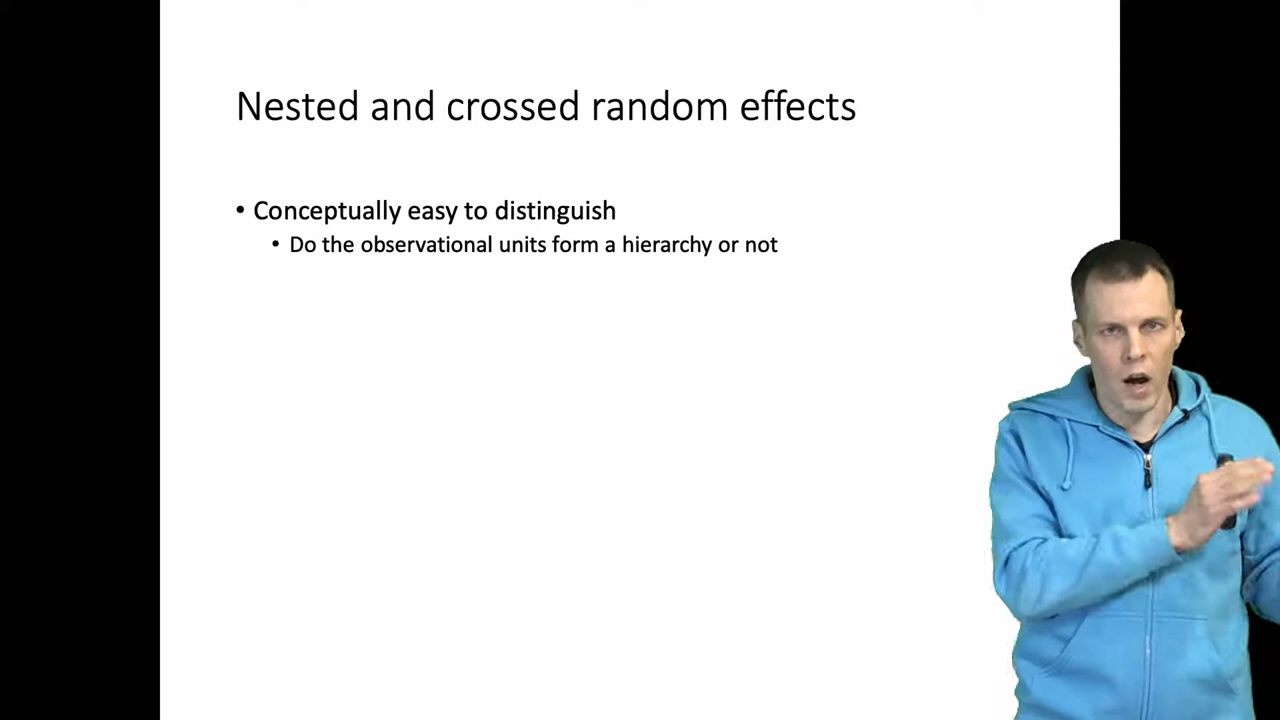 Nested and crossed random effects
• Conceptually easy to distinguish
• Do the observational units form a hierarchy or not